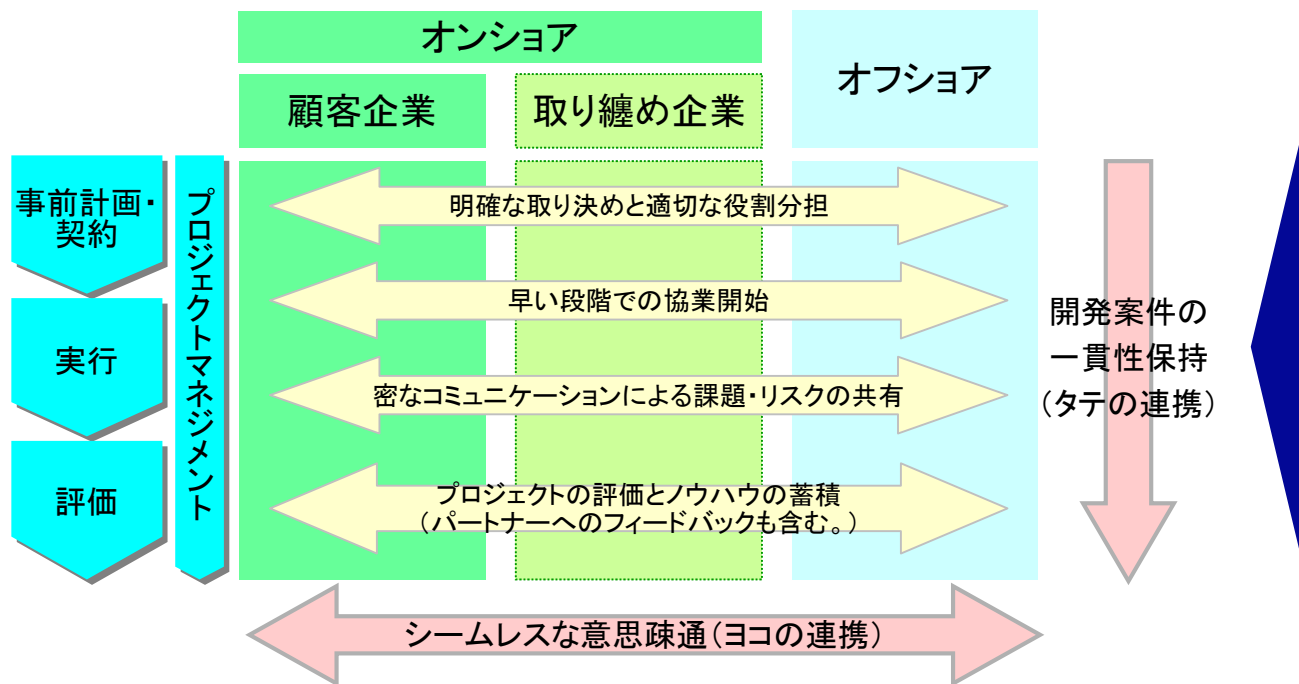 オンショア
オフショア
顧客企業
取り纏め企業
事前計画・
契約
実行
評価
プロジェクトマネジメント
明確な取り決めと適切な役割分担
早い段階での協業開始
密なコミュニケーションによる課題・リスクの共有
プロジェクトの評価とノウハウの蓄積
（パートナーへのフィードバックも含む。）
開発案件の
一貫性保持
（タテの連携）
シームレスな意思疎通（ヨコの連携）